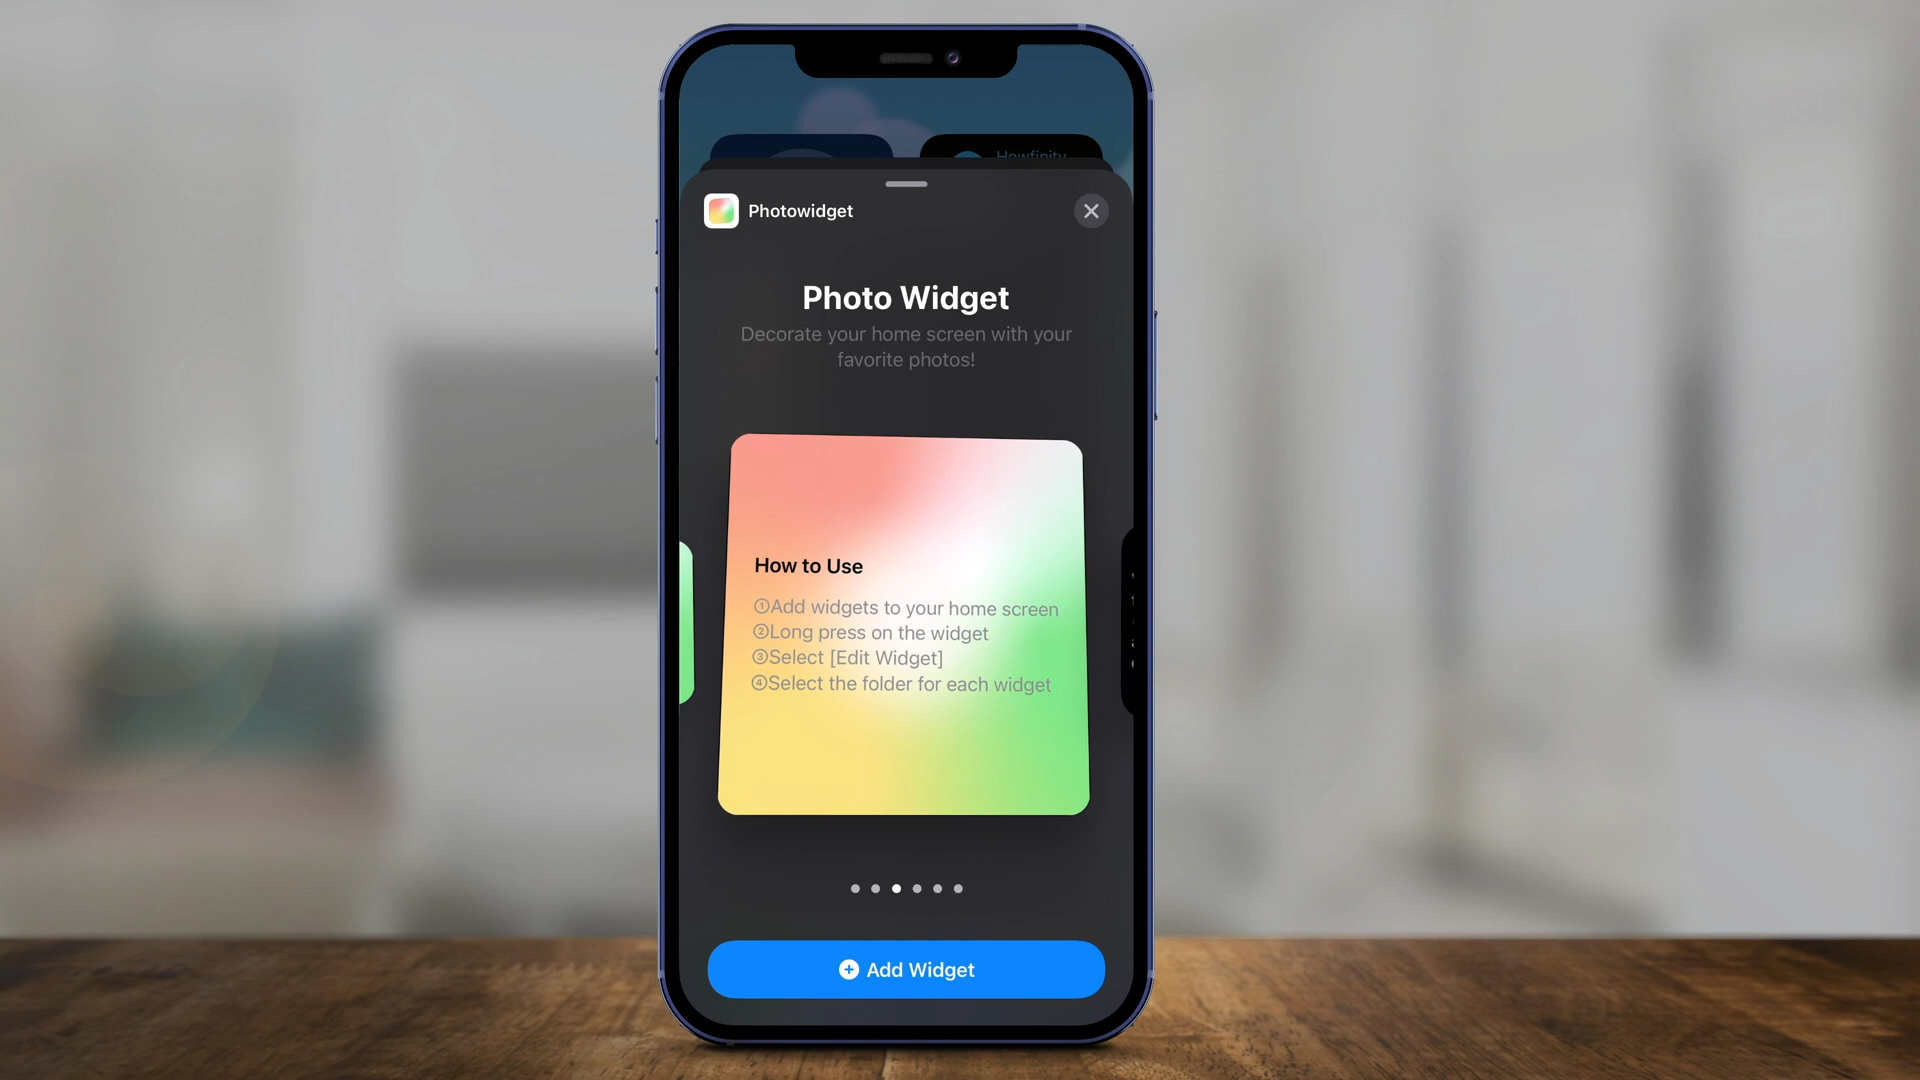 Howfinity
Photowidget
Photo Widget
Decorate your home screen with your
favorite photos!
How to Use
①Add widgets to your home screen
②Long press on the widget
③Select [Edit Widget]
④Select the folder for each widget
Add Widget